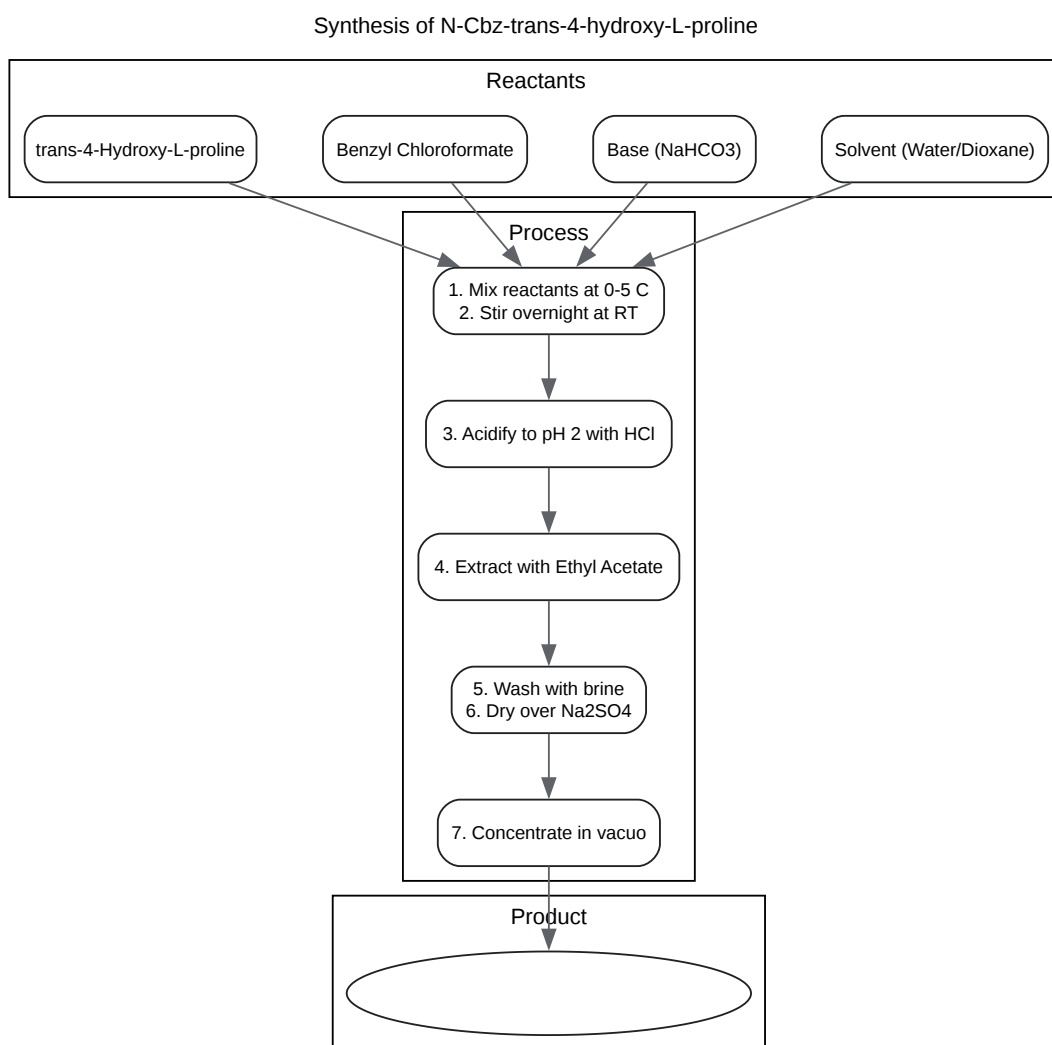 Synthesis of N-Cbz-trans-4-hydroxy-L-proline
Reactants
trans-4-Hydroxy-L-proline
Benzyl Chloroformate
Base (NaHCO3)
Solvent (Water/Dioxane)
Process
1. Mix reactants at 0-5 C
2. Stir overnight at RT
3. Acidify to pH 2 with HCl
4. Extract with Ethyl Acetate
5. Wash with brine
6. Dry over Na2SO4
7. Concentrate in vacuo
Product